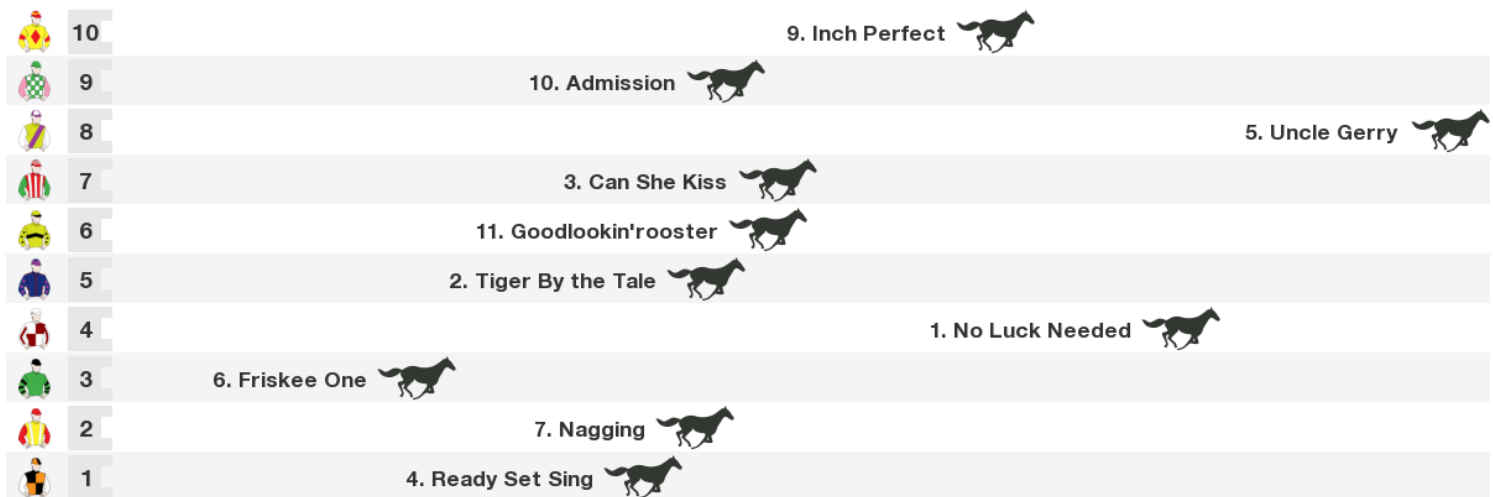 10 9. Inch Perfect
9 10. Admission
8 5. Uncle Gerry
7 3. Can She Kiss
6 11. Goodlookin'rooster
5 2. Tiger By the Tale
4 1. No Luck Needed
3 6. Friskee One
2 7. Nagging
1 4. Ready Set Sing